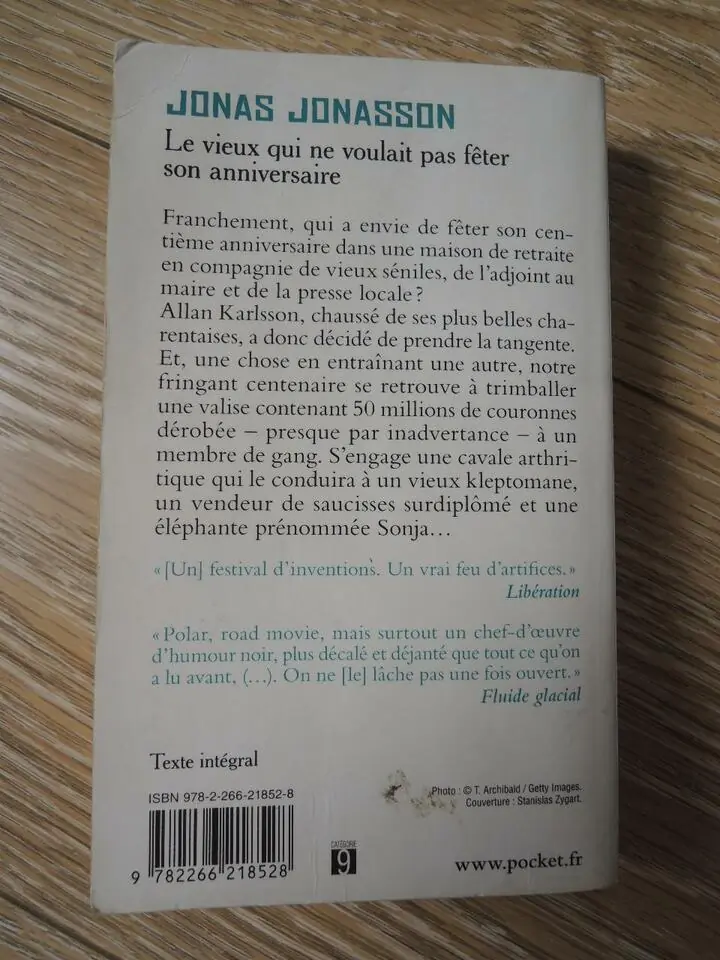 JONAS JONASSON
Le vieux qui ne voulait pas fêter
son anniversaire
Franchement, qui a envie de fêter son cen-
tième anniversaire dans une maison de retraite
en compagnie de vieux séniles, de l'adjoint au
maire et de la presse locale ?
Allan Karlsson, chaussé de ses plus belles cha-
rentaises, a donc décidé de prendre la tangente.
Et, une chose en entraînant une autre, notre
fringant centenaire se retrouve à trimballer
une valise contenant 50 millions de couronnes
dérobée – presque par inadvertance – à un
membre de gang. S'engage une cavale arthri-
tique qui le conduira à un vieux kleptomane,
un vendeur de saucisses surdiplômé et une
éléphante prénommée Sonja...
« [Un] festival d'inventions. Un vrai feu d'artifices. »
Libération
« Polar, road movie, mais surtout un chef-d'œuvre
d'humour noir, plus décalé et déjanté que tout ce qu'on
a lu avant, (...). On ne [le] lâche pas une fois ouvert. »
Fluide glacial
Texte intégral
ISBN 978-2-266-21852-8
9 782266 218528
CATÉGORIE
9
Photo : © T. Archibald / Getty Images.
Couverture : Stanislas Zygart.
www.pocket.fr